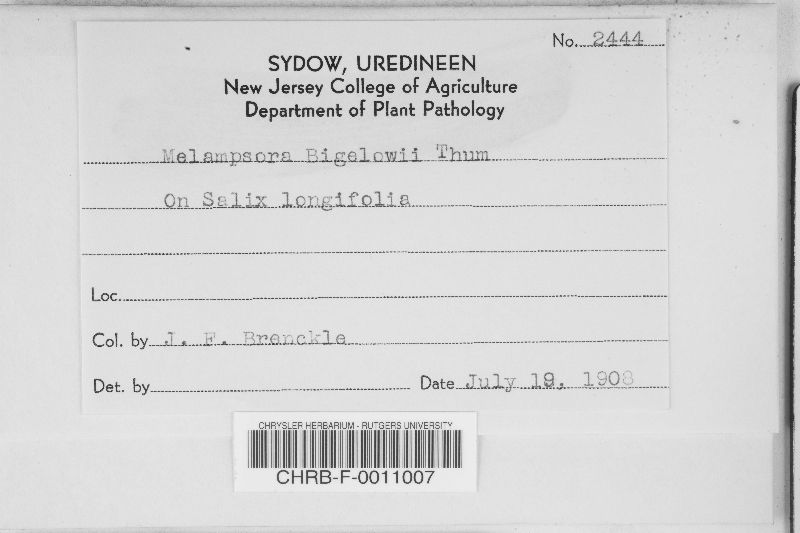 No. 2444
SYDOW, UREDINEEN
New Jersey College of Agriculture
Department of Plant Pathology
Melampsora Bigelowii Thum
On Salix longifolia
Loc.
Col. by J. F. Brenckle
Det. by
Date July 19, 1908
CHRYSLER HERBARIUM - RUTGERS UNIVERSITY
CHRB-F-0011007